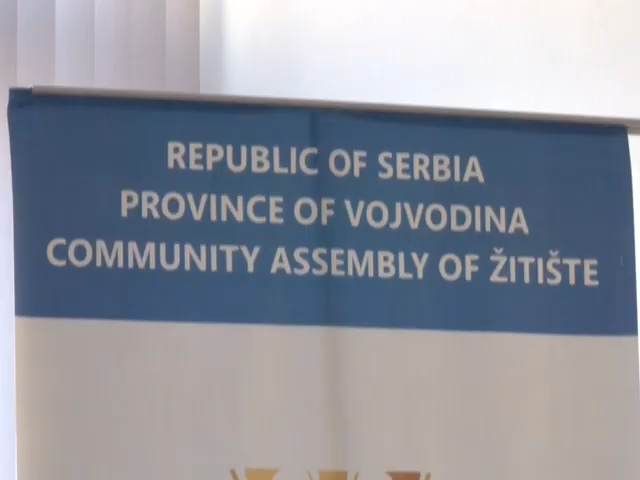 REPUBLIC OF SERBIA
PROVINCE OF VOJVODINA
COMMUNITY ASSEMBLY OF ŽITIŠTE